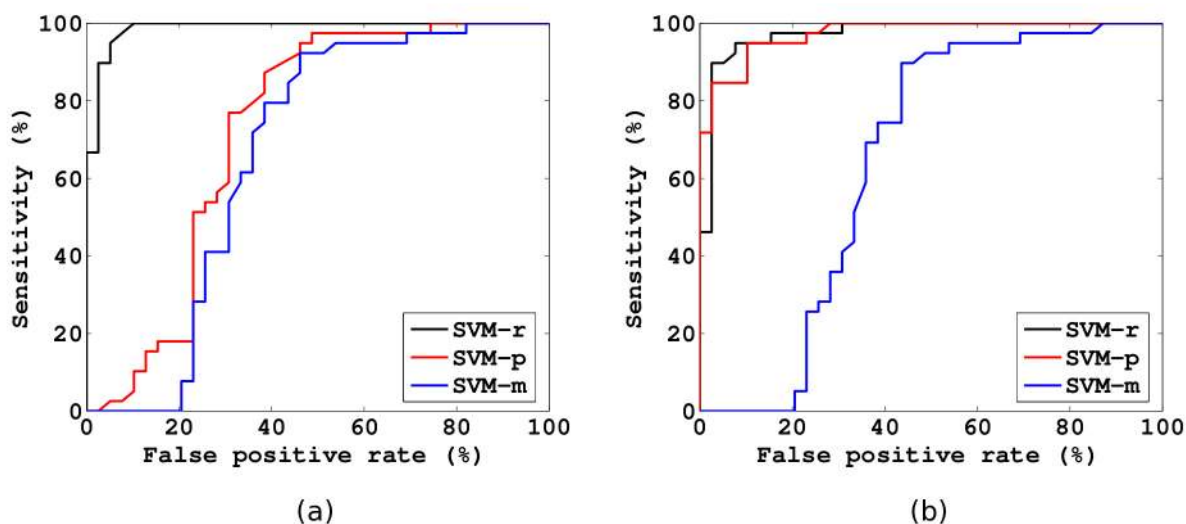 100
80
60
40
20
0
Sensitivity (%)
0 20 40 60 80 100
False positive rate (%)
SVM-r
SVM-p
SVM-m
(a)
100
80
60
40
20
0
Sensitivity (%)
0 20 40 60 80 100
False positive rate (%)
SVM-r
SVM-p
SVM-m
(b)